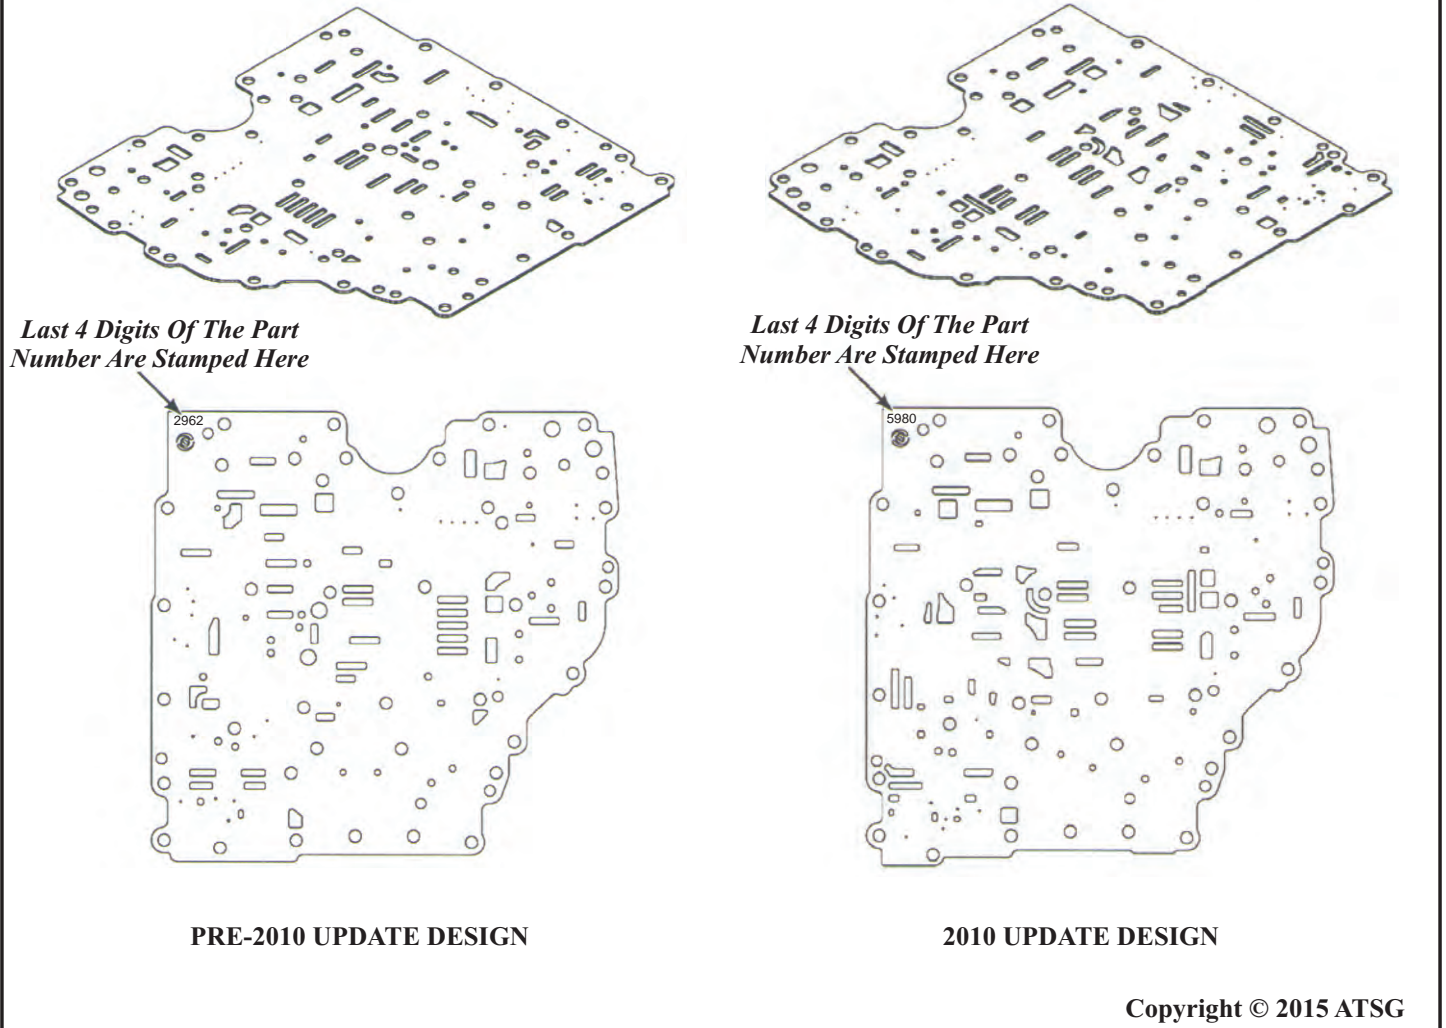 Last 4 Digits Of The Part
Number Are Stamped Here
Last 4 Digits Of The Part
Number Are Stamped Here
2962
5980
PRE-2010 UPDATE DESIGN
2010 UPDATE DESIGN
Copyright © 2015 ATSG